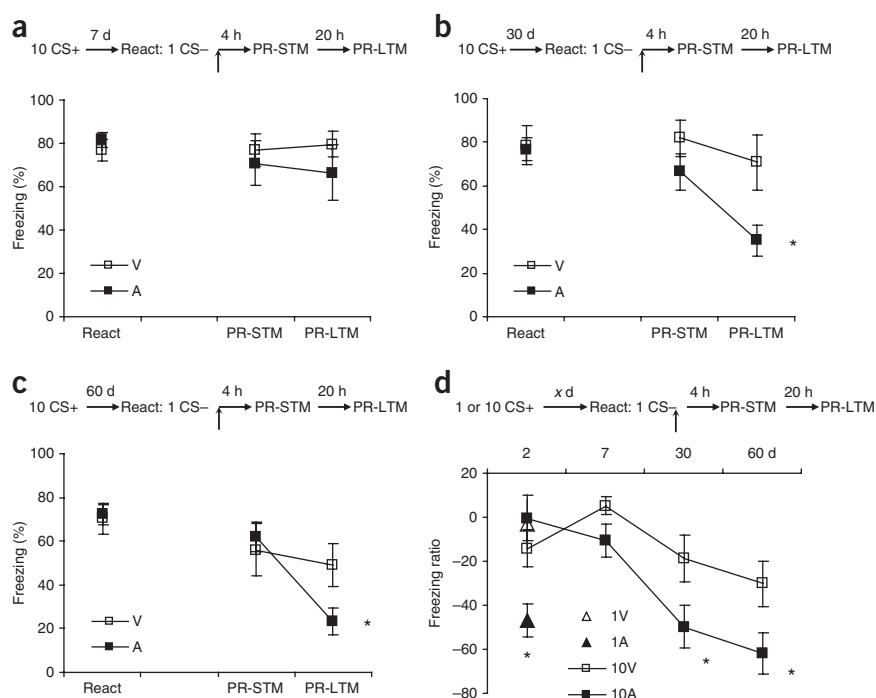 a
10 CS+ 7 d React: 1 CS– 4 h PR-STM 20 h PR-LTM
100
80
60
40
20
0
Freezing (%)
V
A
React PR-STM PR-LTM
b
10 CS+ 30 d React: 1 CS– 4 h PR-STM 20 h PR-LTM
100
80
60
40
20
0
Freezing (%)
*
V
A
React PR-STM PR-LTM
c
10 CS+ 60 d React: 1 CS– 4 h PR-STM 20 h PR-LTM
100
80
60
40
20
0
Freezing (%)
*
V
A
React PR-STM PR-LTM
d
1 or 10 CS+ x d React: 1 CS– 4 h PR-STM 20 h PR-LTM
2 7 30 60 d
20
0
–20
–40
–60
–80
Freezing ratio
1V
1A
10V
10A
* * *